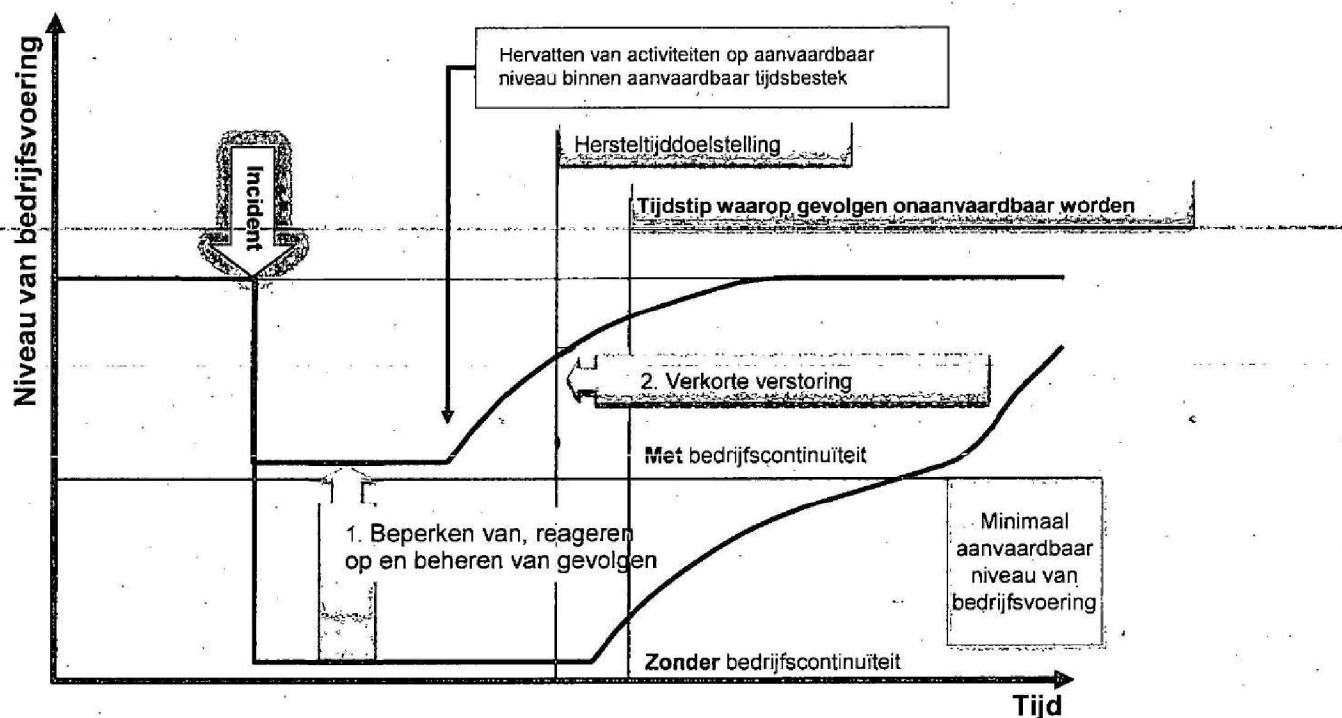 Niveau van bedrijfsvoering
Hervatten van activiteiten op aanvaardbaar
niveau binnen aanvaardbaar tijdsbestek
Incident
Hersteltijddoelstelling
Tijdstip waarop gevolgen onaanvaardbaar worden
2. Verkorte verstoring
Met bedrijfscontinuïteit
1. Beperken van, reageren
op en beheren van gevolgen
Minimaal
aanvaardbaar
niveau van
bedrijfsvoering
Zonder bedrijfscontinuïteit
Tijd